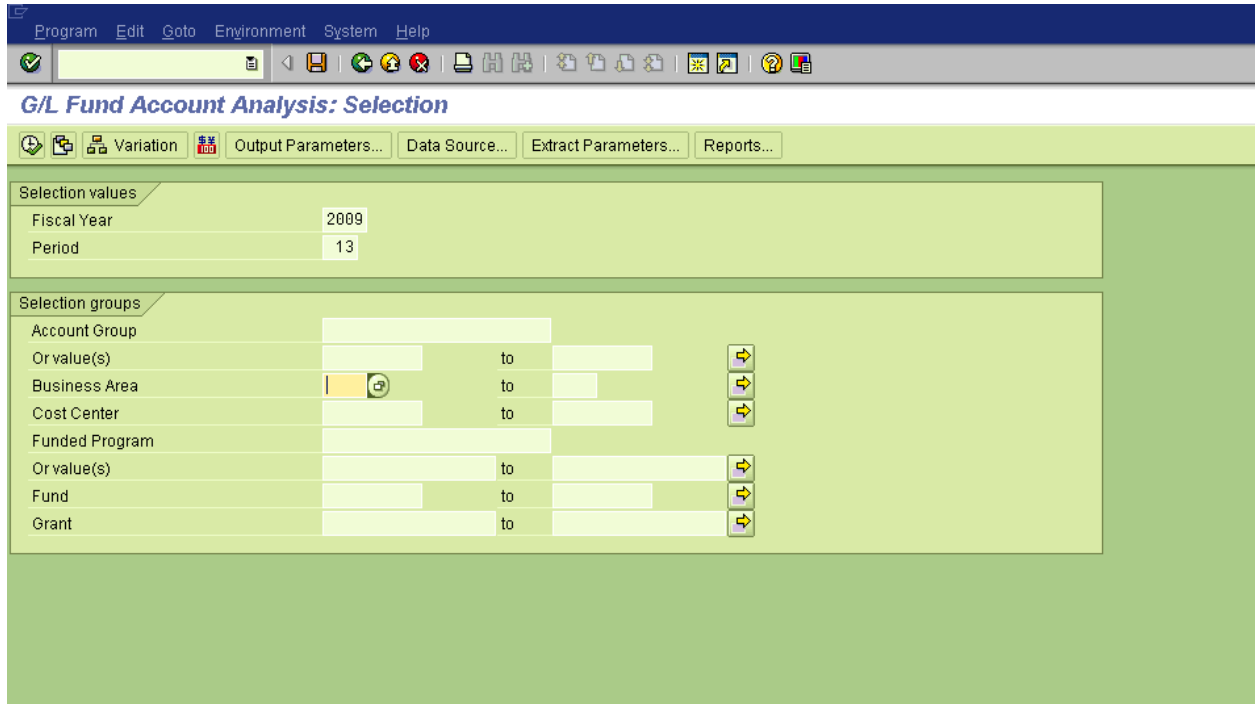 Program Edit Goto Environment System Help
G/L Fund Account Analysis: Selection
Variation Output Parameters... Data Source... Extract Parameters... Reports...
Selection values
Fiscal Year 2009
Period 13
Selection groups
Account Group
Or value(s) to
Business Area to
Cost Center to
Funded Program
Or value(s) to
Fund to
Grant to